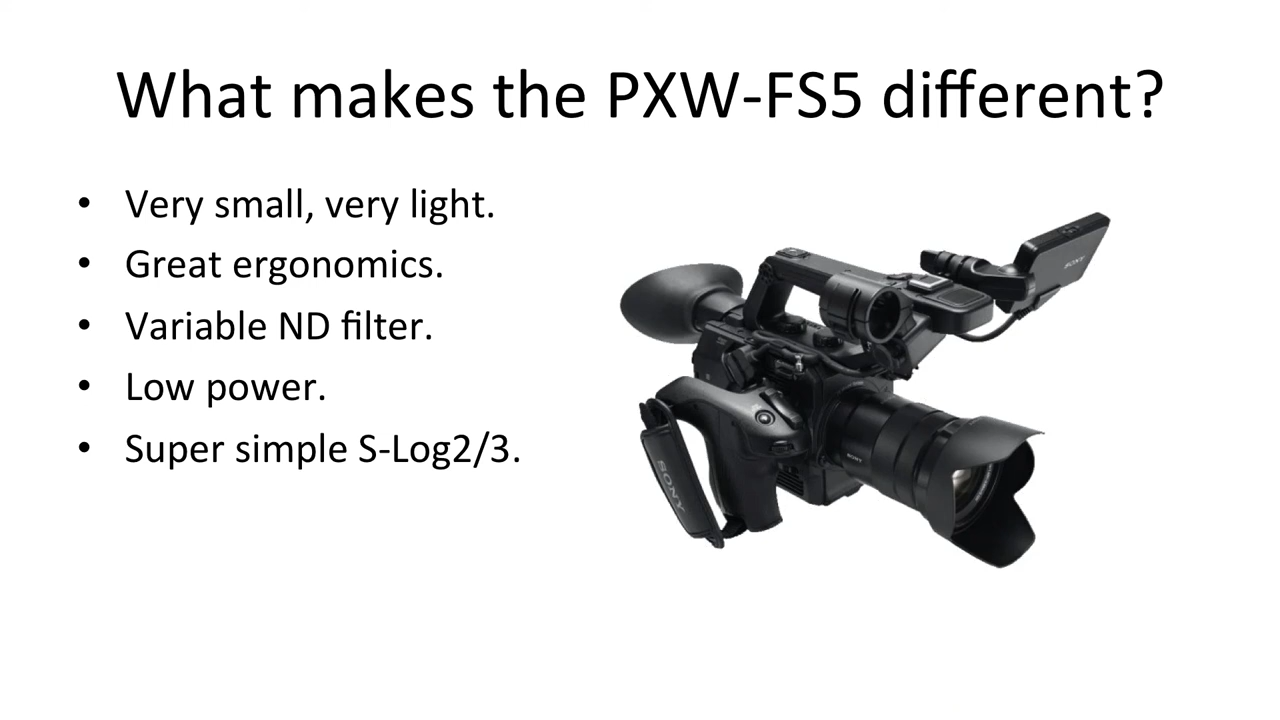 What makes the PXW-FS5 different?
• Very small, very light.
• Great ergonomics.
• Variable ND filter.
• Low power.
• Super simple S-Log2/3.
SONY
SONY
SONY